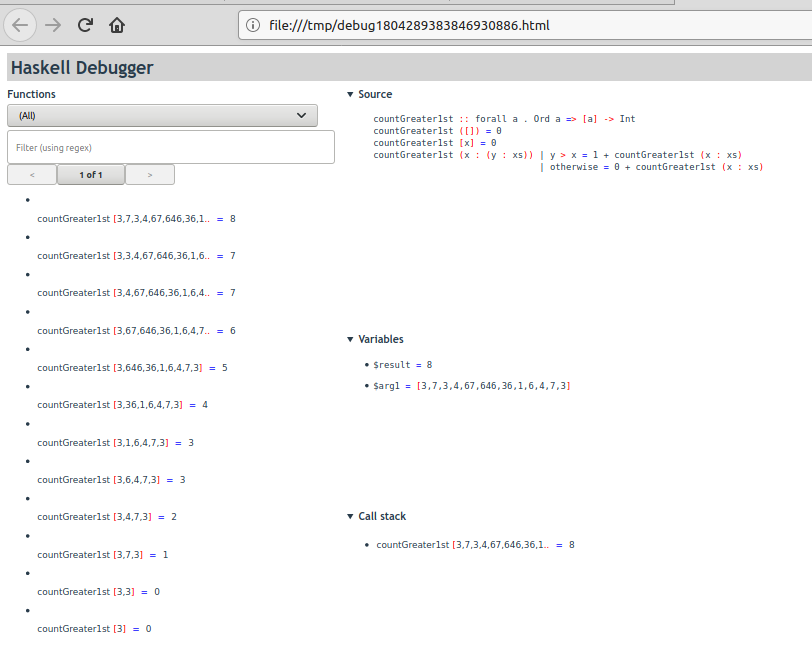 file:///tmp/debug1804289383846930886.html
Haskell Debugger
Functions
(All)
Filter (using regex)
<
1 of 1
>
countGreater1st [3,7,3,4,67,646,36,1.. = 8
countGreater1st [3,3,4,67,646,36,1,6.. = 7
countGreater1st [3,4,67,646,36,1,6,4.. = 7
countGreater1st [3,67,646,36,1,6,4,7.. = 6
countGreater1st [3,646,36,1,6,4,7,3] = 5
countGreater1st [3,36,1,6,4,7,3] = 4
countGreater1st [3,1,6,4,7,3] = 3
countGreater1st [3,6,4,7,3] = 3
countGreater1st [3,4,7,3] = 2
countGreater1st [3,7,3] = 1
countGreater1st [3,3] = 0
countGreater1st [3] = 0
Source
countGreater1st :: forall a . Ord a => [a] -> Int
countGreater1st ([]) = 0
countGreater1st [x] = 0
countGreater1st (x : (y : xs)) | y > x = 1 + countGreater1st (x : xs)
| otherwise = 0 + countGreater1st (x : xs)
Variables
$result = 8
$arg1 = [3,7,3,4,67,646,36,1,6,4,7,3]
Call stack
countGreater1st [3,7,3,4,67,646,36,1.. = 8